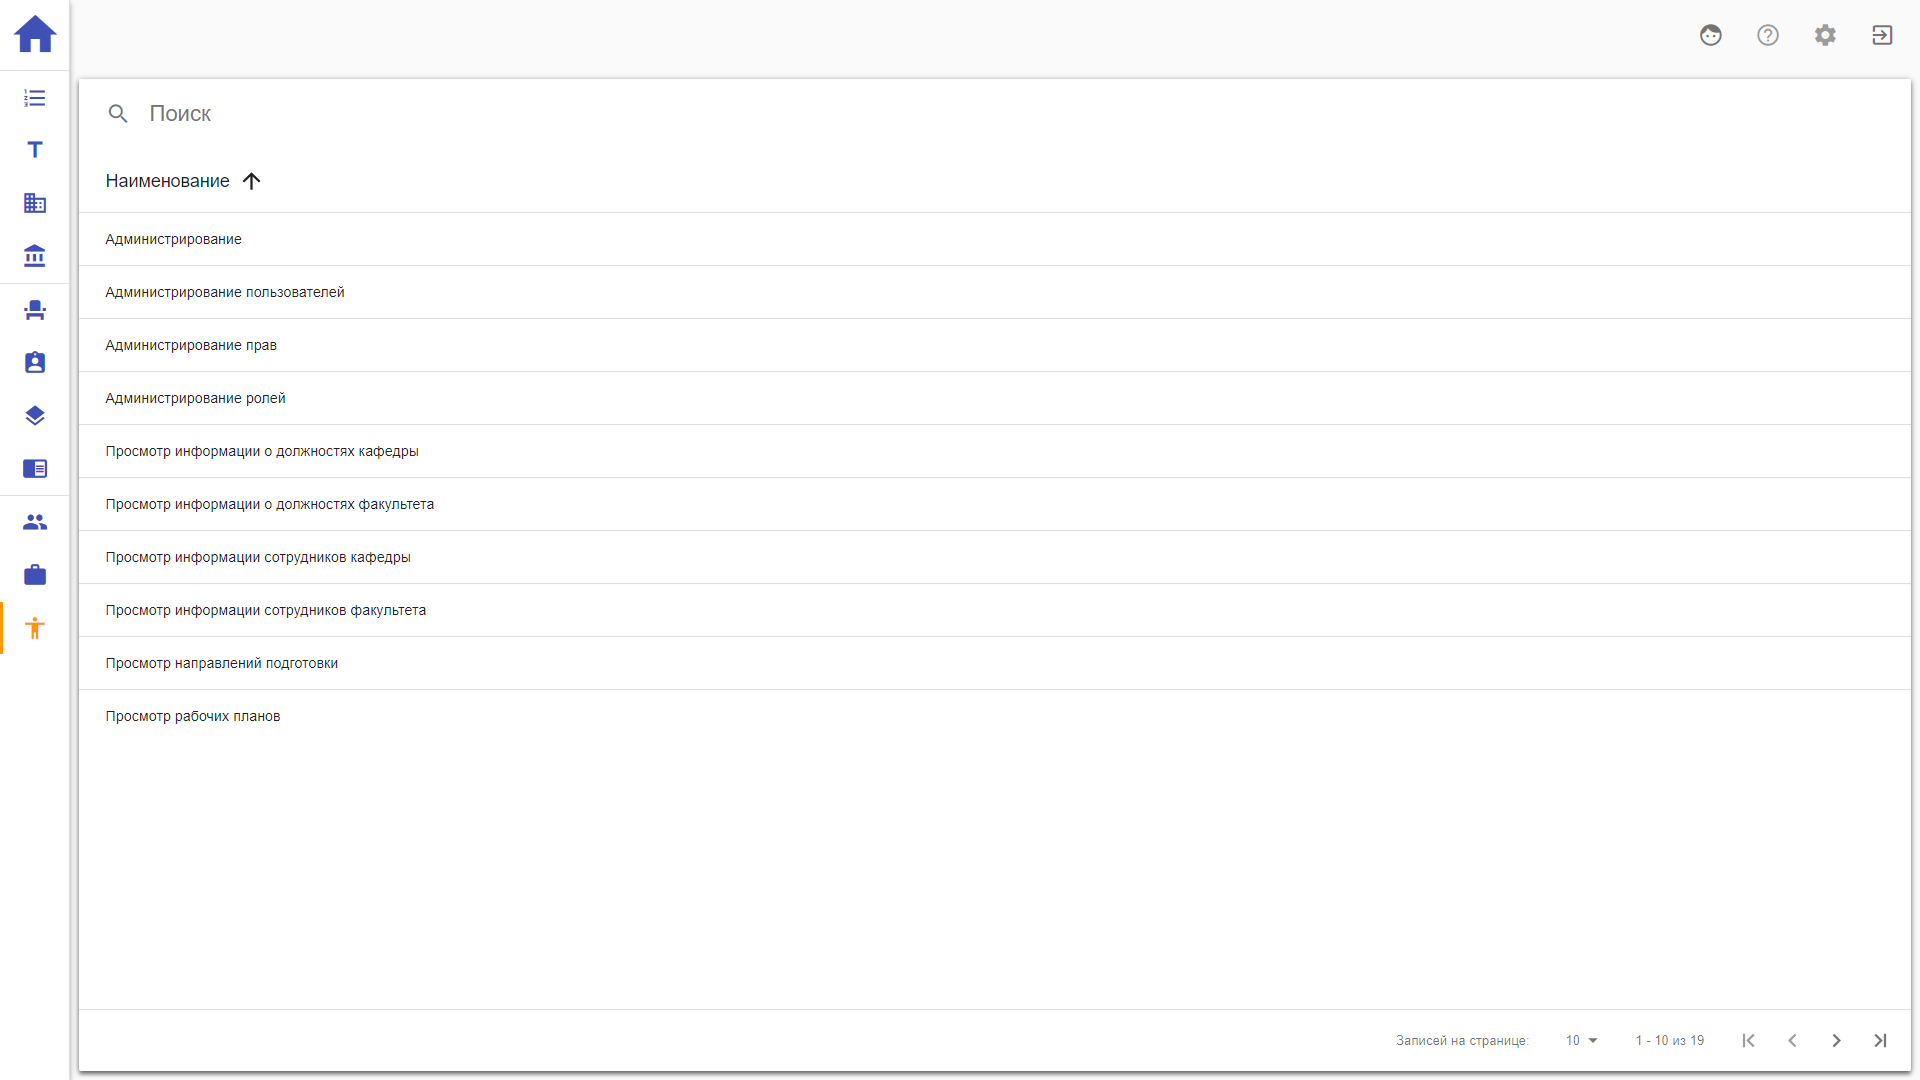 Поиск
Наименование
Администрирование
Администрирование пользователей
Администрирование прав
Администрирование ролей
Просмотр информации о должностях кафедры
Просмотр информации о должностях факультета
Просмотр информации сотрудников кафедры
Просмотр информации сотрудников факультета
Просмотр направлений подготовки
Просмотр рабочих планов
Записей на странице: 10 1 - 10 из 19